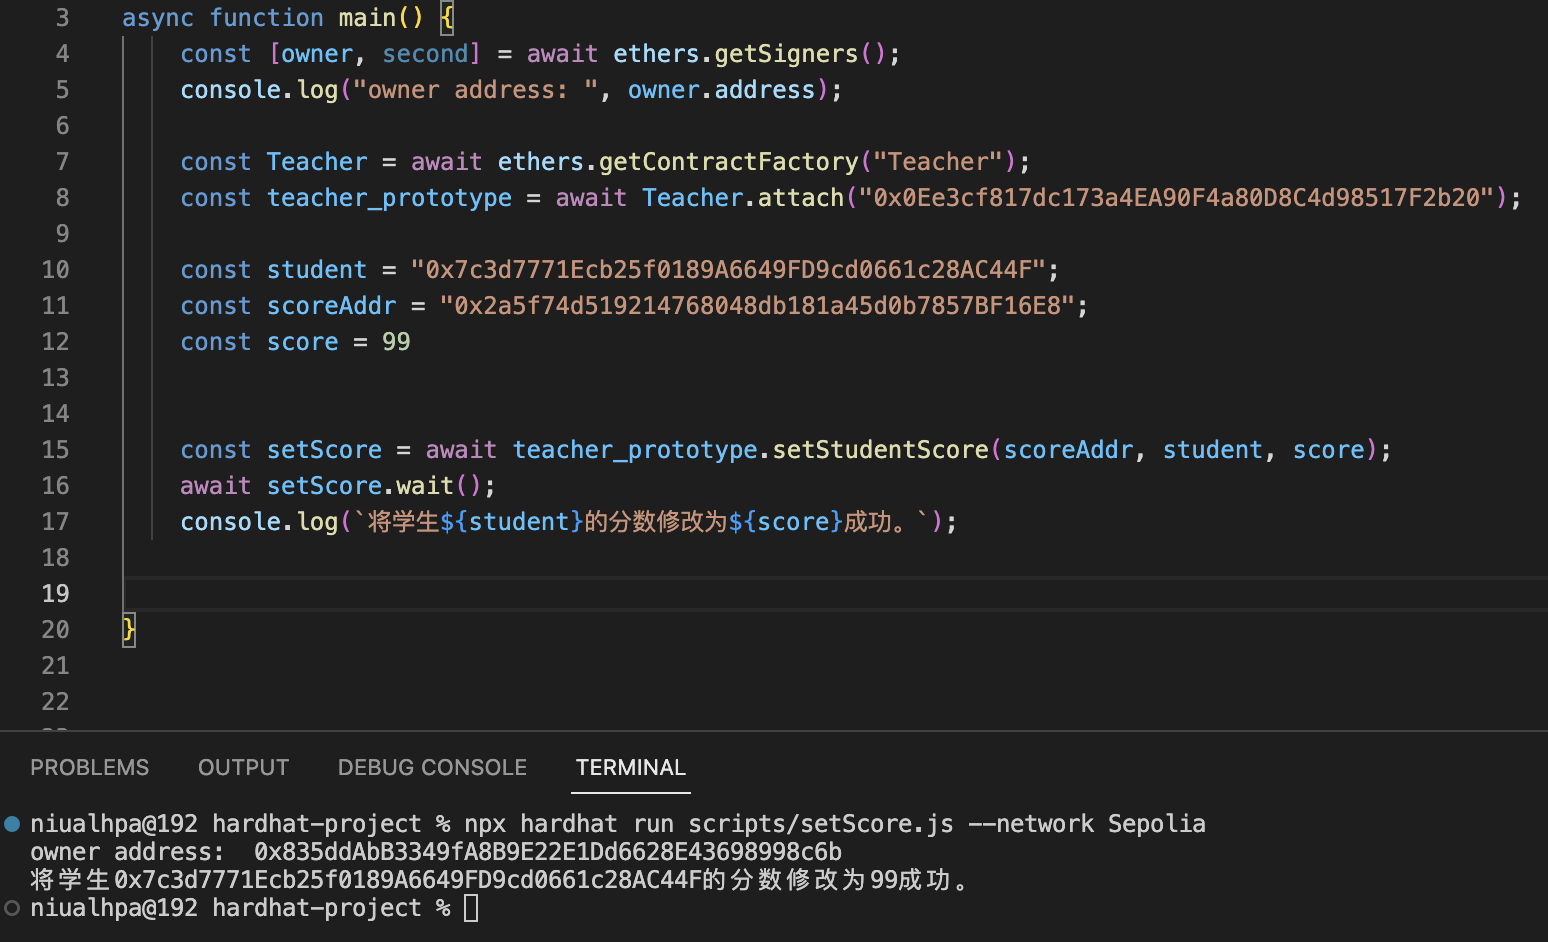 3 async function main() {
4 const [owner, second] = await ethers.getSigners();
5 console.log("owner address: ", owner.address);
6
7 const Teacher = await ethers.getContractFactory("Teacher");
8 const teacher_prototype = await Teacher.attach("0x0Ee3cf817dc173a4EA90F4a80D8C4d98517F2b20");
9
10 const student = "0x7c3d7771Ecb25f0189A6649FD9cd0661c28AC44F";
11 const scoreAddr = "0x2a5f74d519214768048db181a45d0b7857BF16E8";
12 const score = 99
13
14
15 const setScore = await teacher_prototype.setStudentScore(scoreAddr, student, score);
16 await setScore.wait();
17 console.log(`将学生${student}的分数修改为${score}成功。`);
18
19
20 }
21
22
PROBLEMS OUTPUT DEBUG CONSOLE TERMINAL
niualhpa@192 hardhat-project % npx hardhat run scripts/setScore.js --network Sepolia
owner address:  0x835ddAbB3349fA8B9E22E1Dd6628E43698998c6b
将学生0x7c3d7771Ecb25f0189A6649FD9cd0661c28AC44F的分数修改为99成功。
niualhpa@192 hardhat-project %